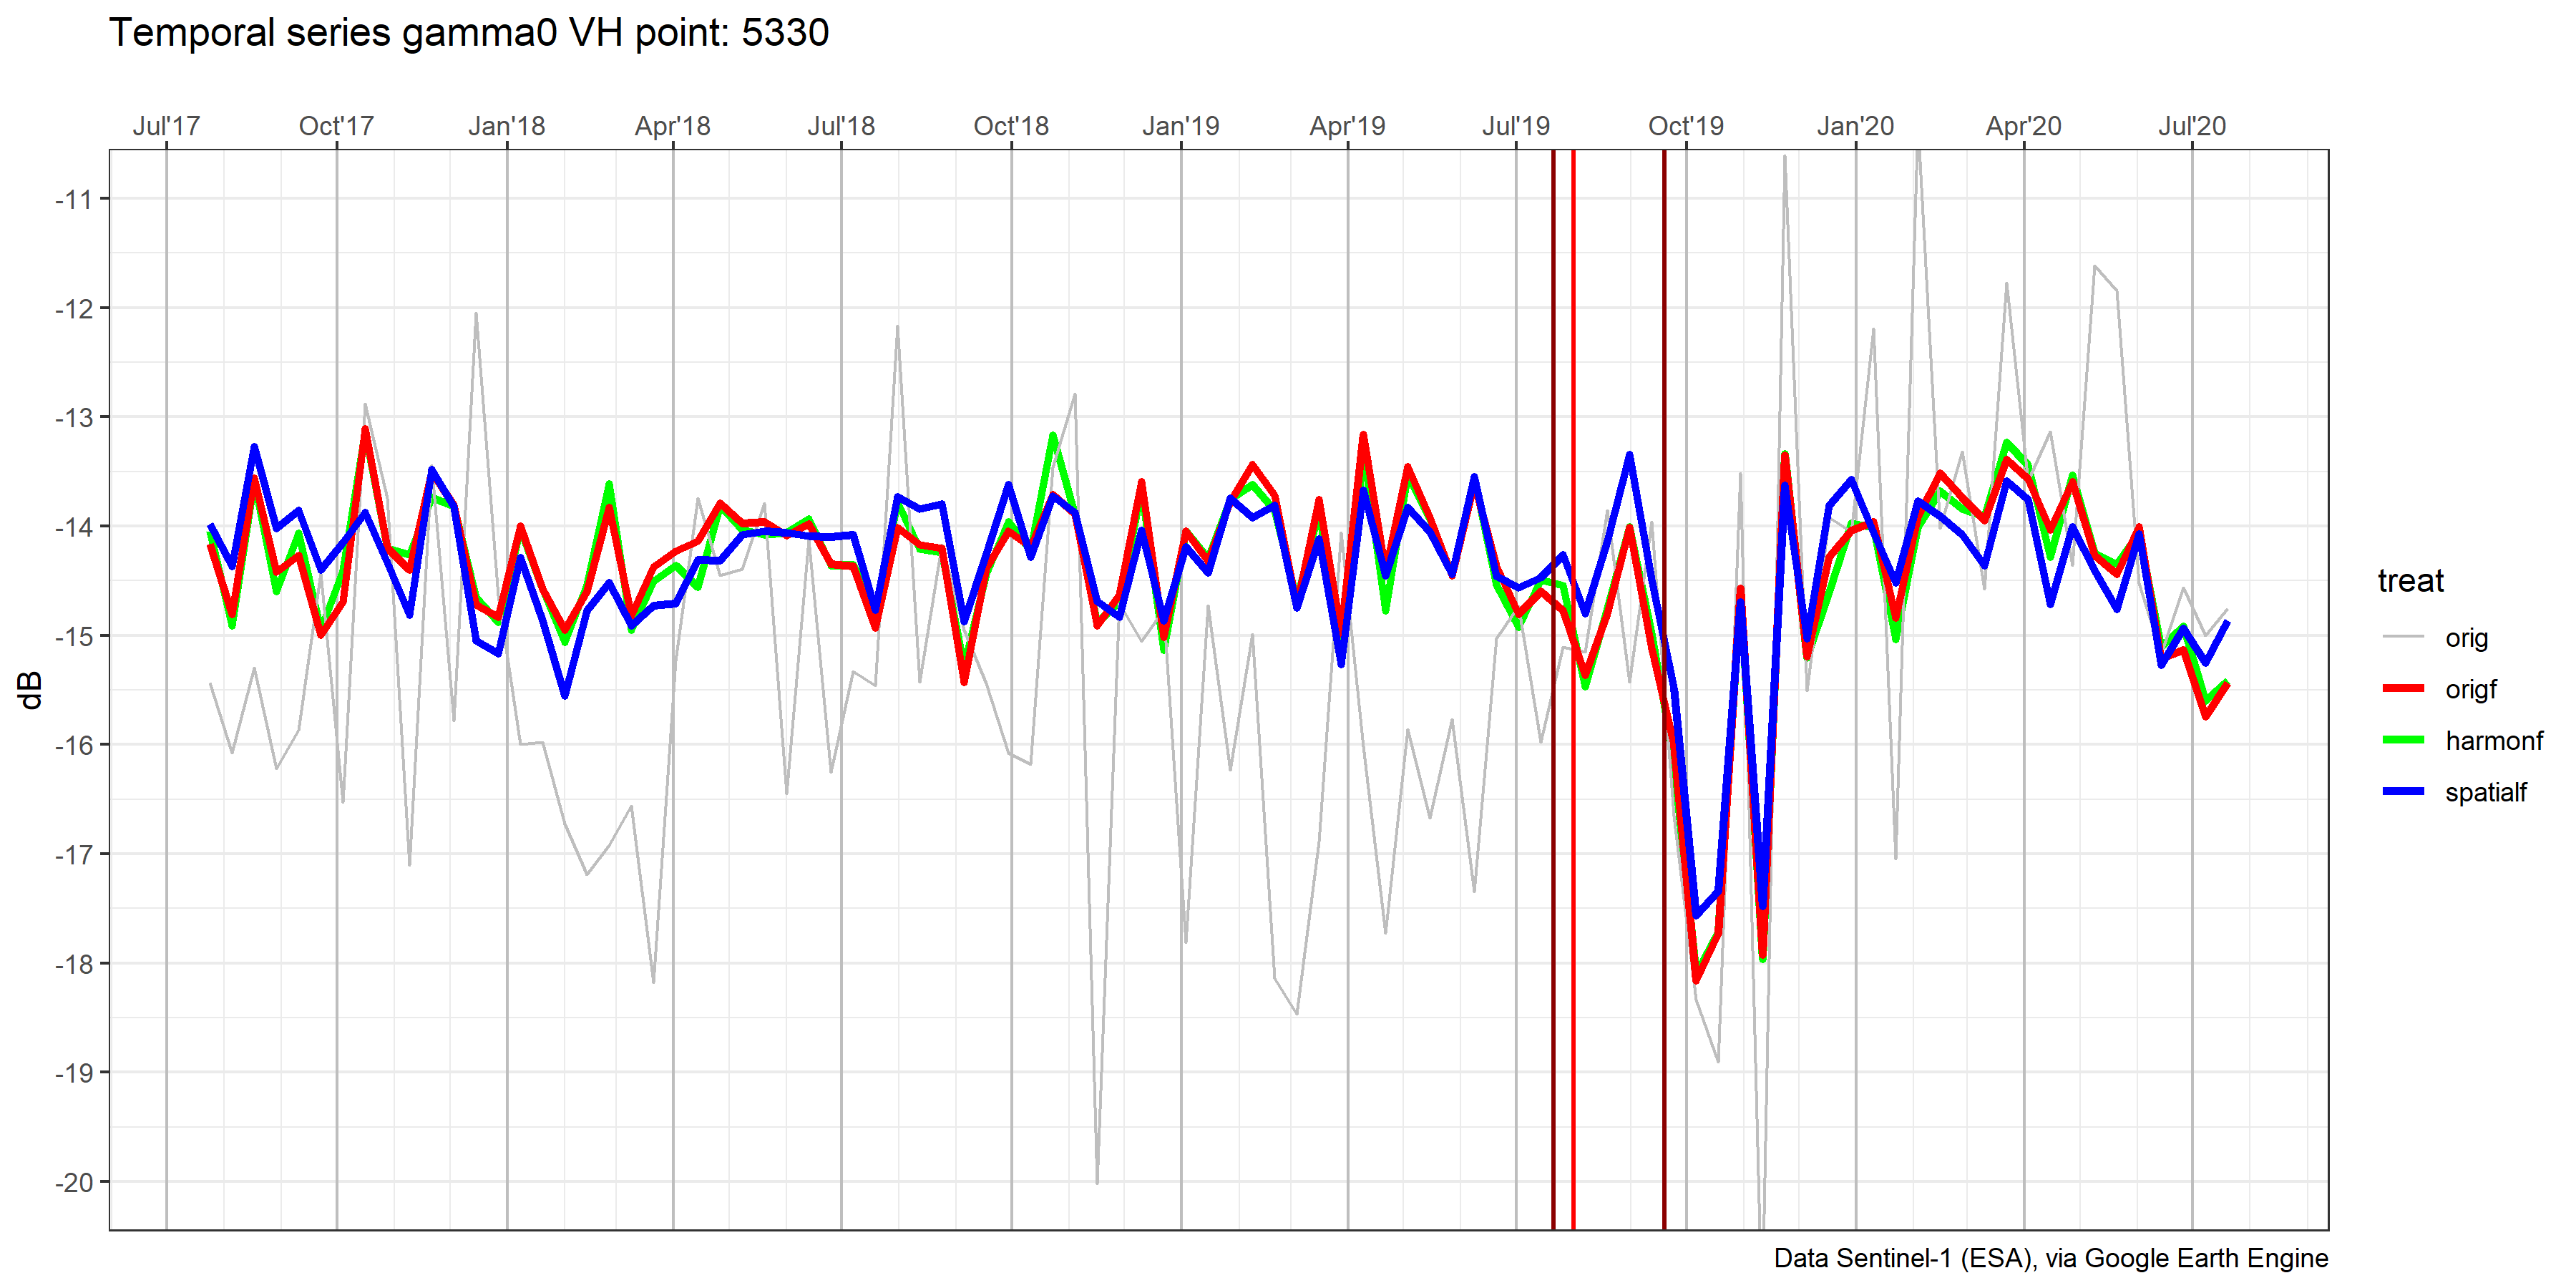 Temporal series gamma0 VH point: 5330
Jul'17 Oct'17 Jan'18 Apr'18 Jul'18 Oct'18 Jan'19 Apr'19 Jul'19 Oct'19 Jan'20 Apr'20 Jul'20
-11
-12
-13
-14
-15
-16
-17
-18
-19
-20
dB
treat
orig
origf
harmonf
spatialf
Data Sentinel-1 (ESA), via Google Earth Engine